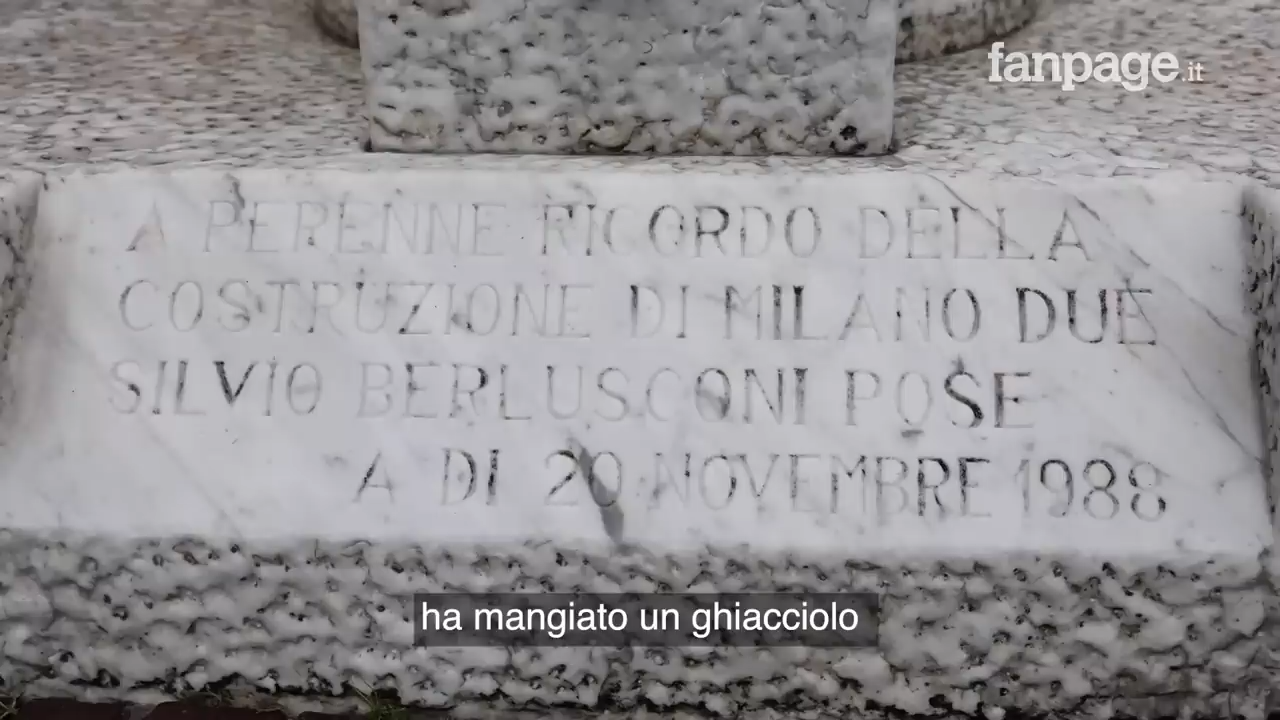 fanpage.it
A PERENNE RICORDO DELLA
COSTRUZIONE DI MILANO DUE
SILVIO BERLUSCONI POSE
A DI 20 NOVEMBRE 1988
ha mangiato un ghiacciolo